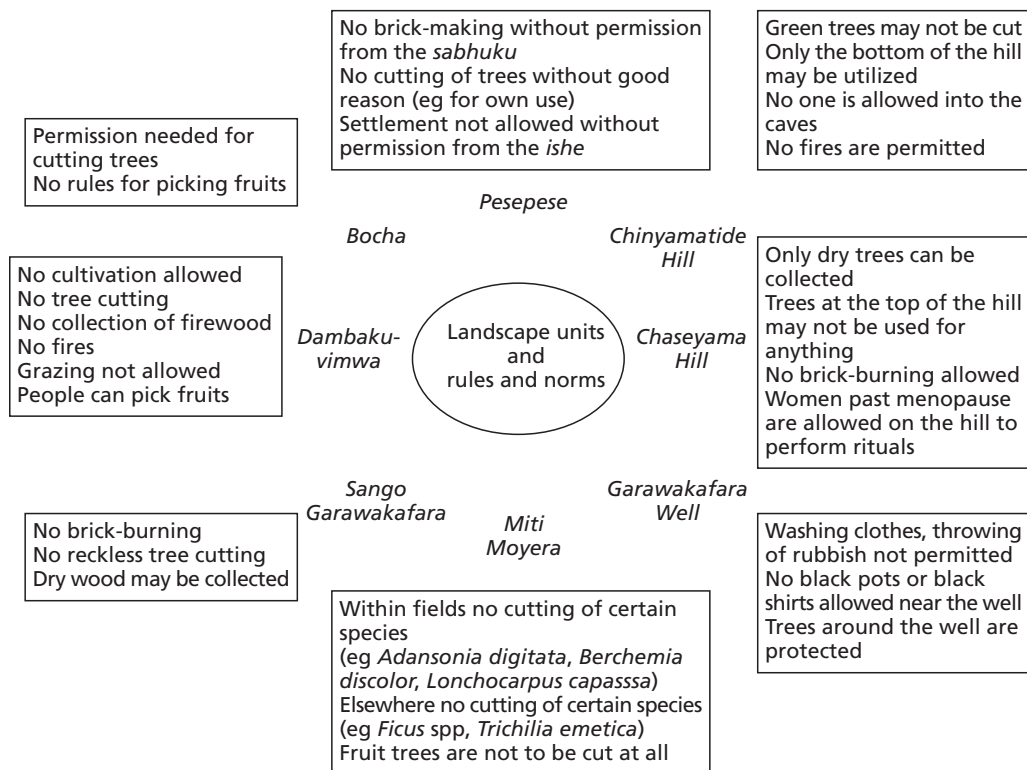 No brick-making without permission
from the sabhuku
No cutting of trees without good
reason (eg for own use)
Settlement not allowed without
permission from the ishe
Green trees may not be cut
Only the bottom of the hill
may be utilized
No one is allowed into the
caves
No fires are permitted
Permission needed for
cutting trees
No rules for picking fruits
Pesepese
Bocha
Chinyamatide
Hill
No cultivation allowed
No tree cutting
No collection of firewood
No fires
Grazing not allowed
People can pick fruits
Dambaku-
vimwa
Landscape units
and
rules and norms
Chaseyama
Hill
Only dry trees can be
collected
Trees at the top of the hill
may not be used for
anything
No brick-burning allowed
Women past menopause
are allowed on the hill to
perform rituals
Sango
Garawakafara
Miti
Moyera
Garawakafara
Well
No brick-burning
No reckless tree cutting
Dry wood may be collected
Within fields no cutting of certain
species
(eg Adansonia digitata, Berchemia
discolor, Lonchocarpus capasssa)
Elsewhere no cutting of certain species
(eg Ficus spp, Trichilia emetica)
Fruit trees are not to be cut at all
Washing clothes, throwing
of rubbish not permitted
No black pots or black
shirts allowed near the well
Trees around the well are
protected